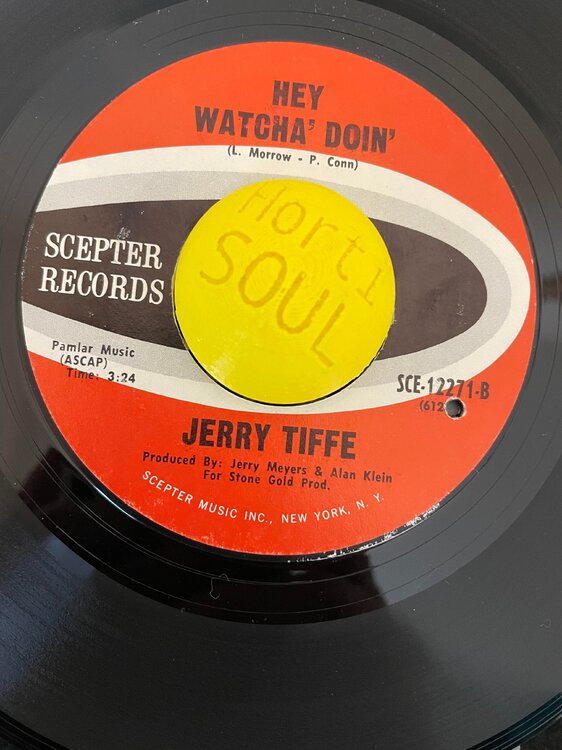 HEY
WATCHA' DOIN'
(L. Morrow - P. Conn)
Horti
SOUL
SCEPTER
RECORDS
Pamlar Music
(ASCAP)
Time: 3:24
SCE-12271-B
(612
JERRY TIFFE
Produced By: Jerry Meyers & Alan Klein
For Stone Gold Prod.
SCEPTER MUSIC INC., NEW YORK, N. Y.